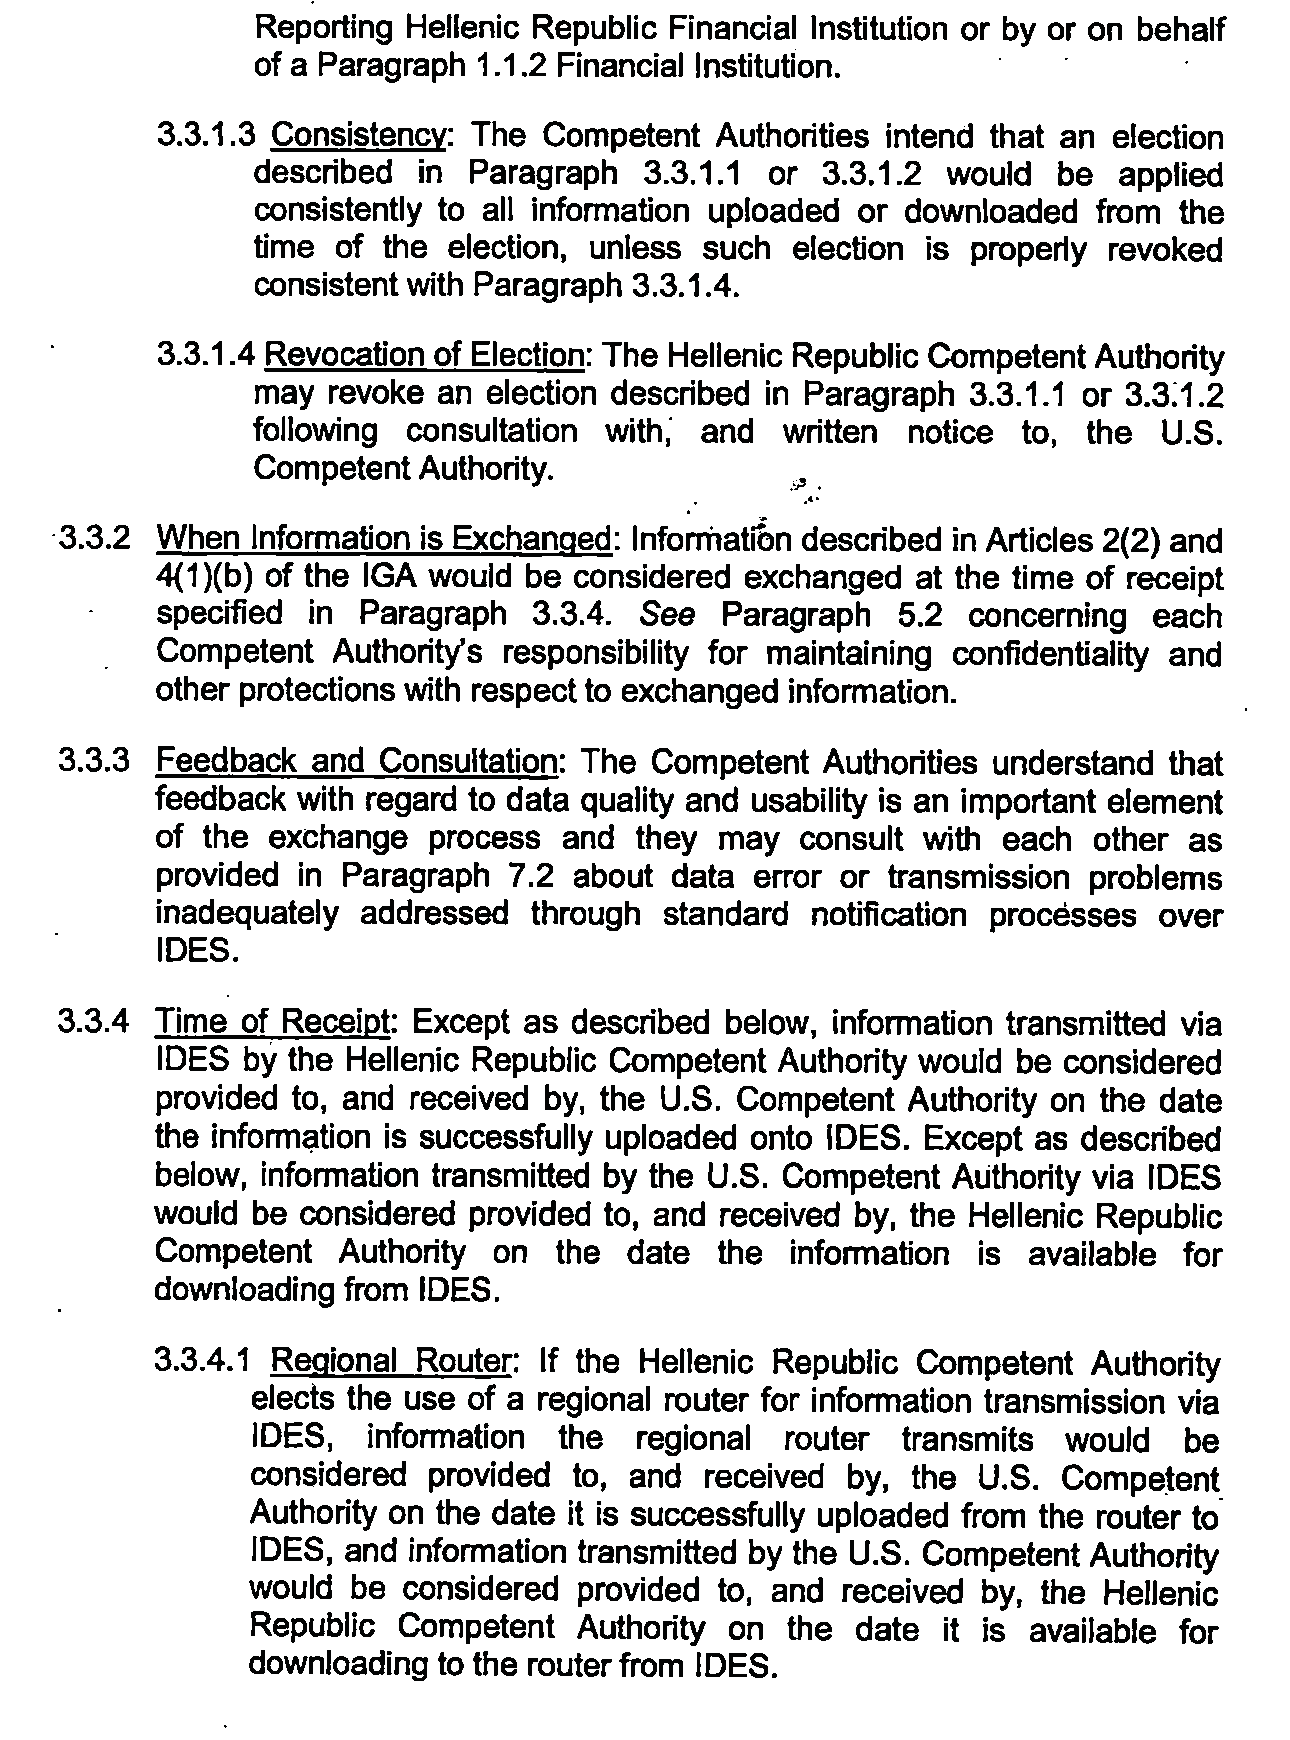 Reporting Hellenic Republic Financial Institution or by or on behalf
of a Paragraph 1.1.2 Financial Institution.
3.3.1.3 Consistency: The Competent Authorities intend that an election
described in Paragraph 3.3.1.1 or 3.3.1.2 would be applied
consistently to all information uploaded or downloaded from the
time of the election, unless such election is properly revoked
consistent with Paragraph 3.3.1.4.
3.3.1.4 Revocation of Election: The Hellenic Republic Competent Authority
may revoke an election described in Paragraph 3.3.1.1 or 3.3.1.2
following consultation with, and written notice to, the U.S.
Competent Authority.
3.3.2 When Information is Exchanged: Information described in Articles 2(2) and
4(1)(b) of the IGA would be considered exchanged at the time of receipt
specified in Paragraph 3.3.4. See Paragraph 5.2 concerning each
Competent Authority's responsibility for maintaining confidentiality and
other protections with respect to exchanged information.
3.3.3 Feedback and Consultation: The Competent Authorities understand that
feedback with regard to data quality and usability is an important element
of the exchange process and they may consult with each other as
provided in Paragraph 7.2 about data error or transmission problems
inadequately addressed through standard notification processes over
IDES.
3.3.4 Time of Receipt: Except as described below, information transmitted via
IDES by the Hellenic Republic Competent Authority would be considered
provided to, and received by, the U.S. Competent Authority on the date
the information is successfully uploaded onto IDES. Except as described
below, information transmitted by the U.S. Competent Authority via IDES
would be considered provided to, and received by, the Hellenic Republic
Competent Authority on the date the information is available for
downloading from IDES.
3.3.4.1 Regional Router: If the Hellenic Republic Competent Authority
elects the use of a regional router for information transmission via
IDES, information the regional router transmits would be
considered provided to, and received by, the U.S. Competent
Authority on the date it is successfully uploaded from the router to
IDES, and information transmitted by the U.S. Competent Authority
would be considered provided to, and received by, the Hellenic
Republic Competent Authority on the date it is available for
downloading to the router from IDES.